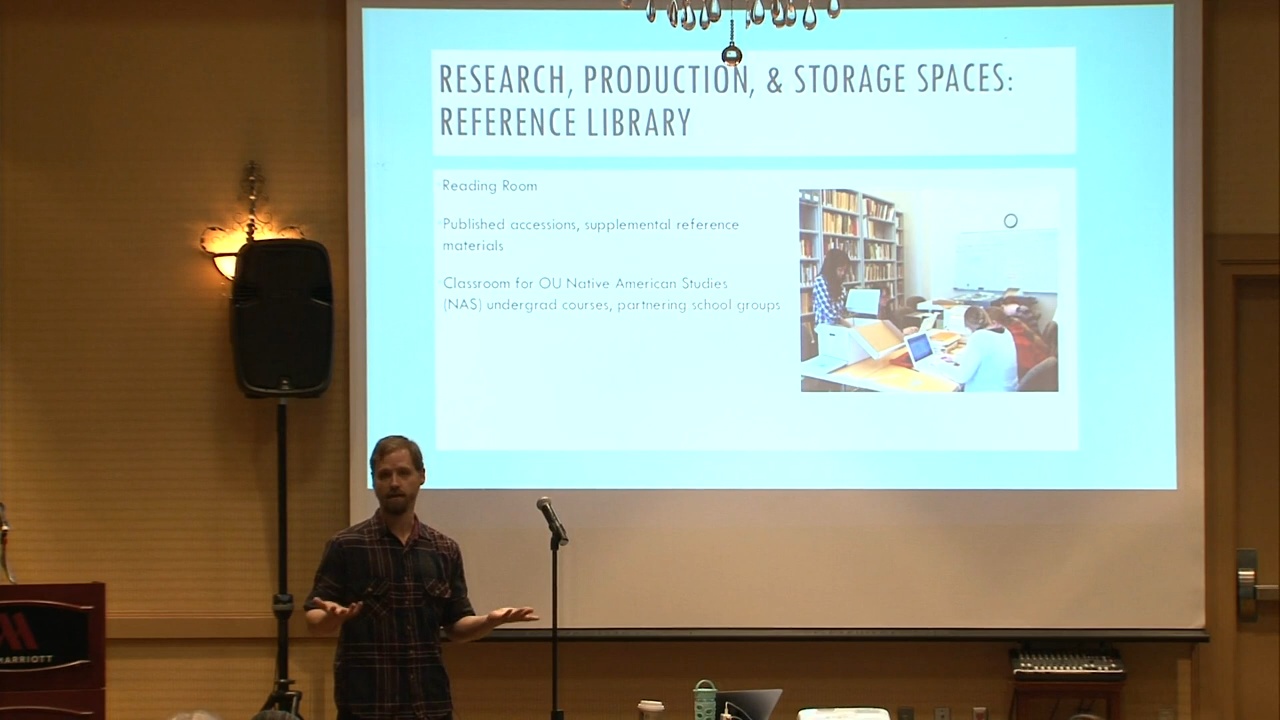 RESEARCH, PRODUCTION, & STORAGE SPACES:
REFERENCE LIBRARY
Reading Room
Published accessions, supplemental reference
materials
Classroom for OU Native American Studies
(NAS) undergrad courses, partnering school groups
MARRIOTT